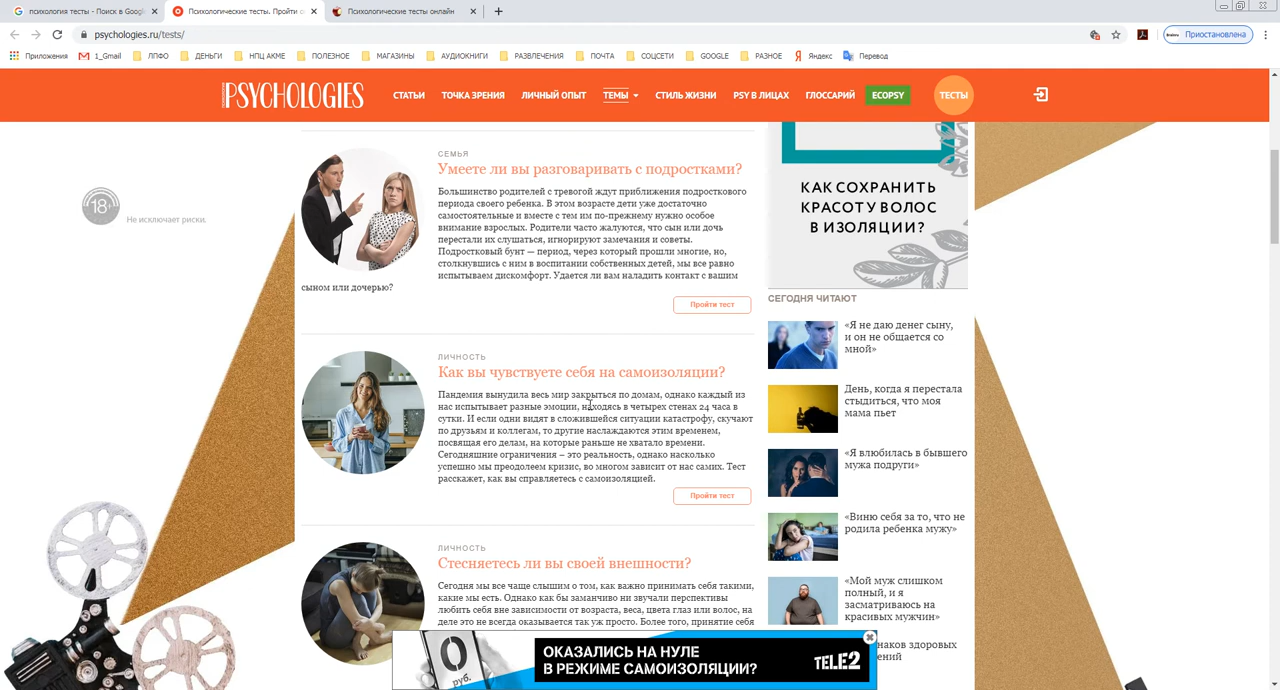 психология тесты - Поиск в Google
Психологические тесты. Пройти о
Психологические тесты онлайн
psychologies.ru/tests/
Приостановлена
Приложения
1_Gmail
ЛПФО
ДЕНЬГИ
НПЦ АКМЕ
ПОЛЕЗНОЕ
МАГАЗИНЫ
АУДИОКНИГИ
РАЗВЛЕЧЕНИЯ
ПОЧТА
СОЦСЕТИ
GOOGLE
РАЗНОЕ
Яндекс
Перевод
PSYCHOLOGIES
СТАТЬИ
ТОЧКА ЗРЕНИЯ
ЛИЧНЫЙ ОПЫТ
ТЕМЫ
СТИЛЬ ЖИЗНИ
PSY В ЛИЦАХ
ГЛОССАРИЙ
ECOPSY
ТЕСТЫ
18+
Не исключает риски.
СЕМЬЯ
Умеете ли вы разговаривать с подростками?
Большинство родителей с тревогой ждут приближения подросткового
периода своего ребенка. В этом возрасте дети уже достаточно
самостоятельные и вместе с тем им по-прежнему нужно особое
внимание взрослых. Родители часто жалуются, что сын или дочь
перестали их слушаться, игнорируют замечания и советы.
Подростковый бунт — период, через который прошли многие, но,
столкнувшись с ним в воспитании собственных детей, мы все равно
испытываем дискомфорт. Удается ли вам наладить контакт с вашим
сыном или дочерью?
Пройти тест
ЛИЧНОСТЬ
Как вы чувствуете себя на самоизоляции?
Пандемия вынудила весь мир закрыться по домам, однако каждый из
нас испытывает разные эмоции, находясь в четырех стенах 24 часа в
сутки. И если одни видят в сложившейся ситуации катастрофу, скучают
по друзьям и коллегам, то другие наслаждаются этим временем,
посвящая его делам, на которые раньше не хватало времени.
Сегодняшние ограничения – это реальность, однако насколько
успешно мы преодолеем кризис, во многом зависит от нас самих. Тест
расскажет, как вы справляетесь с самоизоляцией.
Пройти тест
ЛИЧНОСТЬ
Стесняетесь ли вы своей внешности?
Сегодня мы все чаще слышим о том, как важно принимать себя такими,
какие мы есть. Однако как бы заманчиво ни звучали перспективы
любить себя вне зависимости от возраста, веса, цвета глаз или волос, на
деле это не всегда оказывается так уж просто. Более того, принятие себя
КАК СОХРАНИТЬ
КРАСОТУ ВОЛОС
В ИЗОЛЯЦИИ?
СЕГОДНЯ ЧИТАЮТ
«Я не даю денег сыну,
и он не общается со
мной»
День, когда я перестала
стыдиться, что моя
мама пьет
«Я влюбилась в бывшего
мужа подруги»
«Виню себя за то, что не
родила ребенка мужу»
«Мой муж слишком
полный, и я
засматриваюсь на
красивых мужчин»
наков здоровых
ений
0
руб.
ОКАЗАЛИСЬ НА НУЛЕ
В РЕЖИМЕ САМОИЗОЛЯЦИИ?
TELE2